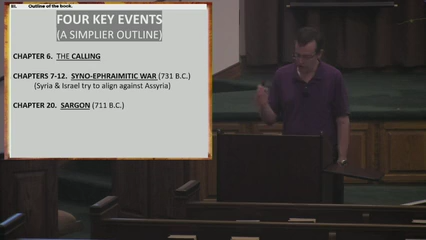 III. Outline of the book.
FOUR KEY EVENTS
(A SIMPLIER OUTLINE)
CHAPTER 6. THE CALLING
CHAPTERS 7-12. SYNO-EPHRAIMITIC WAR (731 B.C.)
(Syria & Israel try to align against Assyria)
CHAPTER 20. SARGON (711 B.C.)